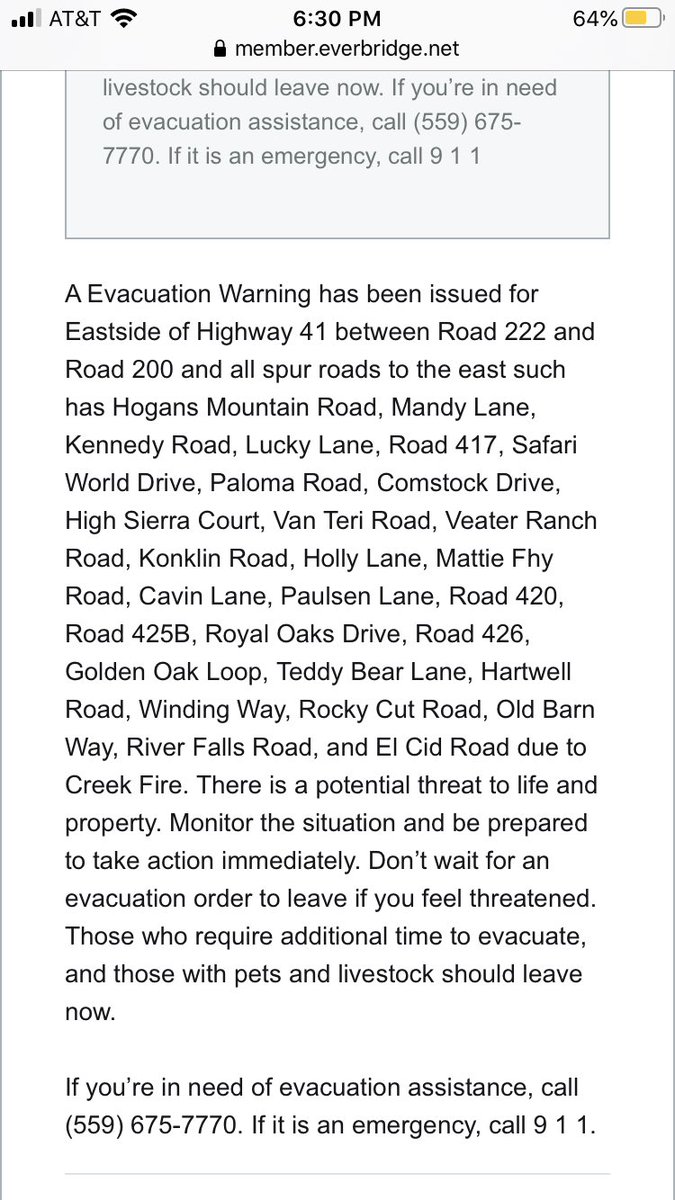 AT&T 6:30 PM 64%
member.everbridge.net
livestock should leave now. If you’re in need
of evacuation assistance, call (559) 675-
7770. If it is an emergency, call 9 1 1
A Evacuation Warning has been issued for
Eastside of Highway 41 between Road 222 and
Road 200 and all spur roads to the east such
has Hogans Mountain Road, Mandy Lane,
Kennedy Road, Lucky Lane, Road 417, Safari
World Drive, Paloma Road, Comstock Drive,
High Sierra Court, Van Teri Road, Veater Ranch
Road, Konklin Road, Holly Lane, Mattie Fhy
Road, Cavin Lane, Paulsen Lane, Road 420,
Road 425B, Royal Oaks Drive, Road 426,
Golden Oak Loop, Teddy Bear Lane, Hartwell
Road, Winding Way, Rocky Cut Road, Old Barn
Way, River Falls Road, and El Cid Road due to
Creek Fire. There is a potential threat to life and
property. Monitor the situation and be prepared
to take action immediately. Don’t wait for an
evacuation order to leave if you feel threatened.
Those who require additional time to evacuate,
and those with pets and livestock should leave
now.
If you’re in need of evacuation assistance, call
(559) 675-7770. If it is an emergency, call 9 1 1.